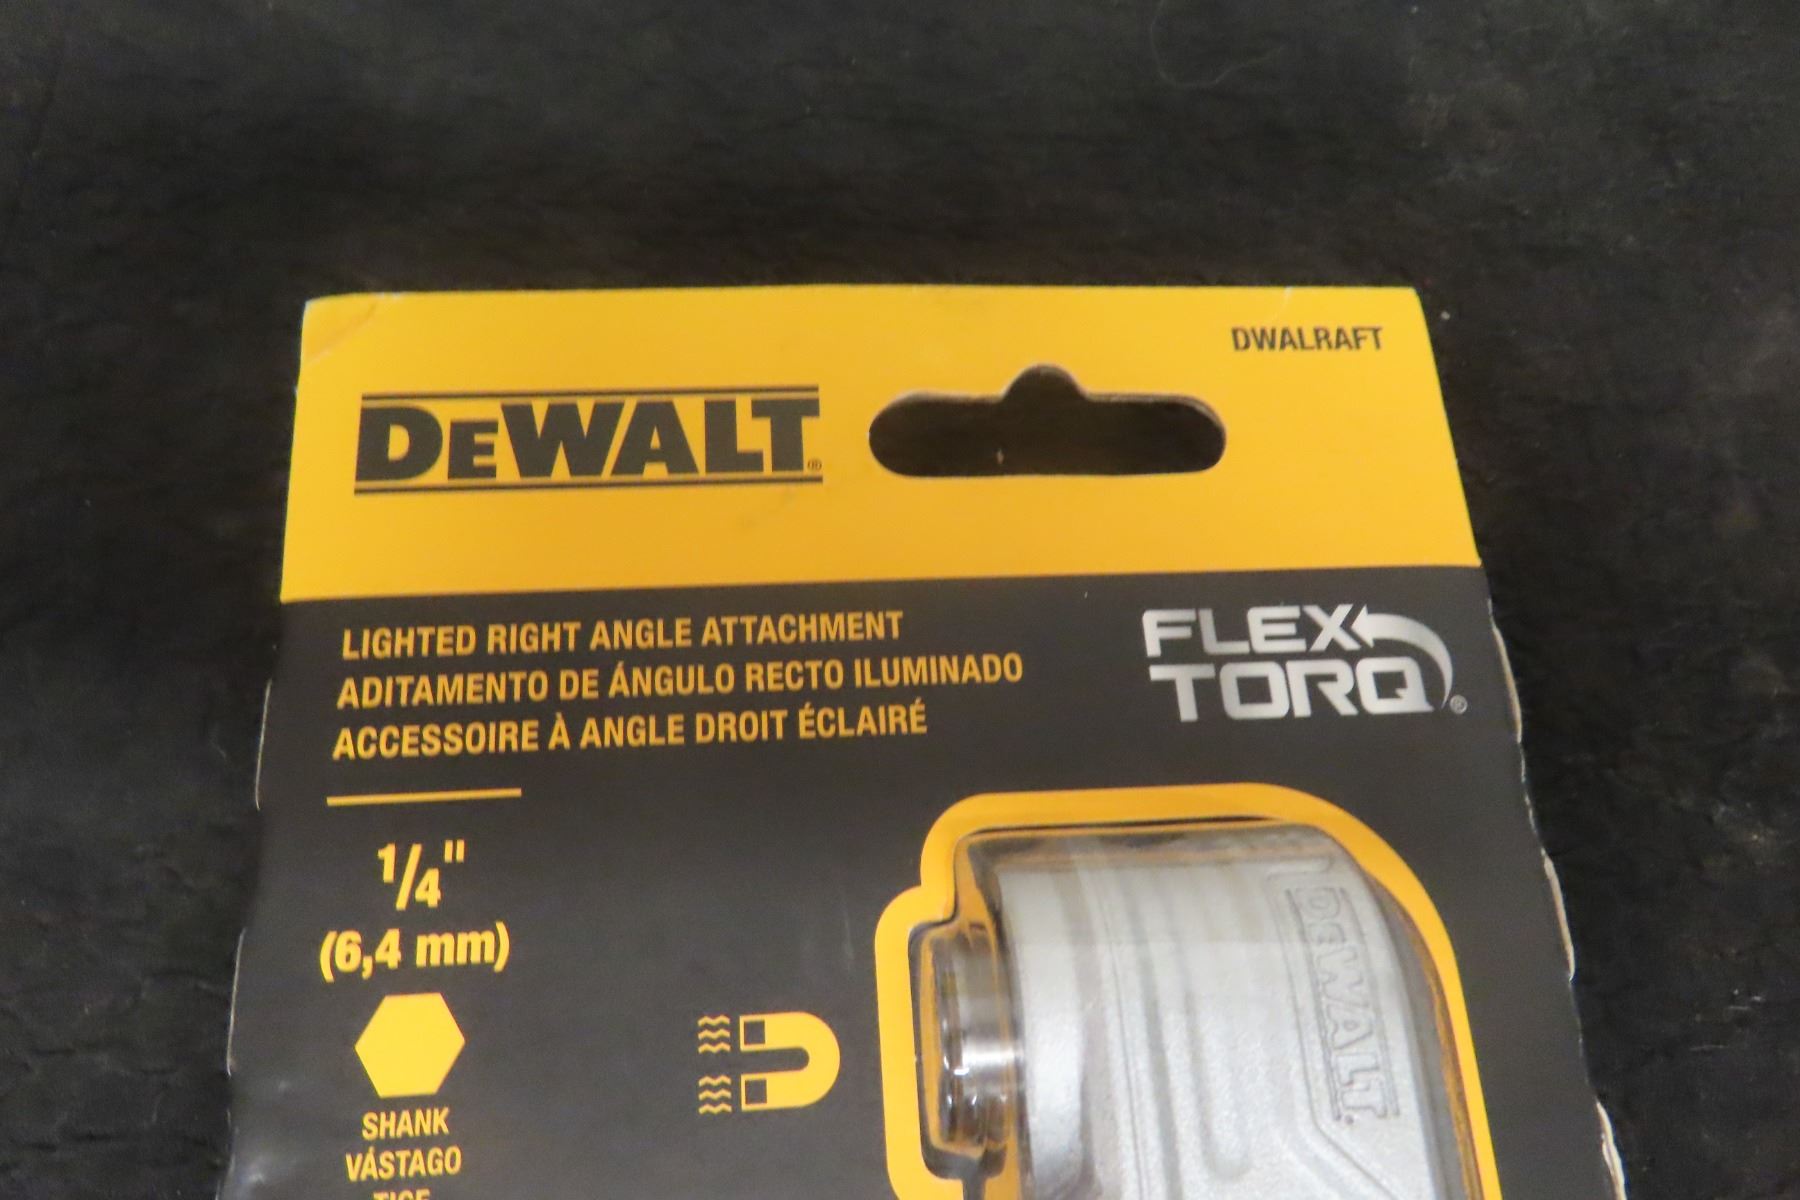 DWALRAFT
DEWALT®
LIGHTED RIGHT ANGLE ATTACHMENT
ADITAMENTO DE ÁNGULO RECTO ILUMINADO
ACCESSOIRE À ANGLE DROIT ÉCLAIRÉ
FLEX
TORQ®
1/4"
(6,4 mm)
SHANK
VÁSTAGO
TIGE
DEWALT